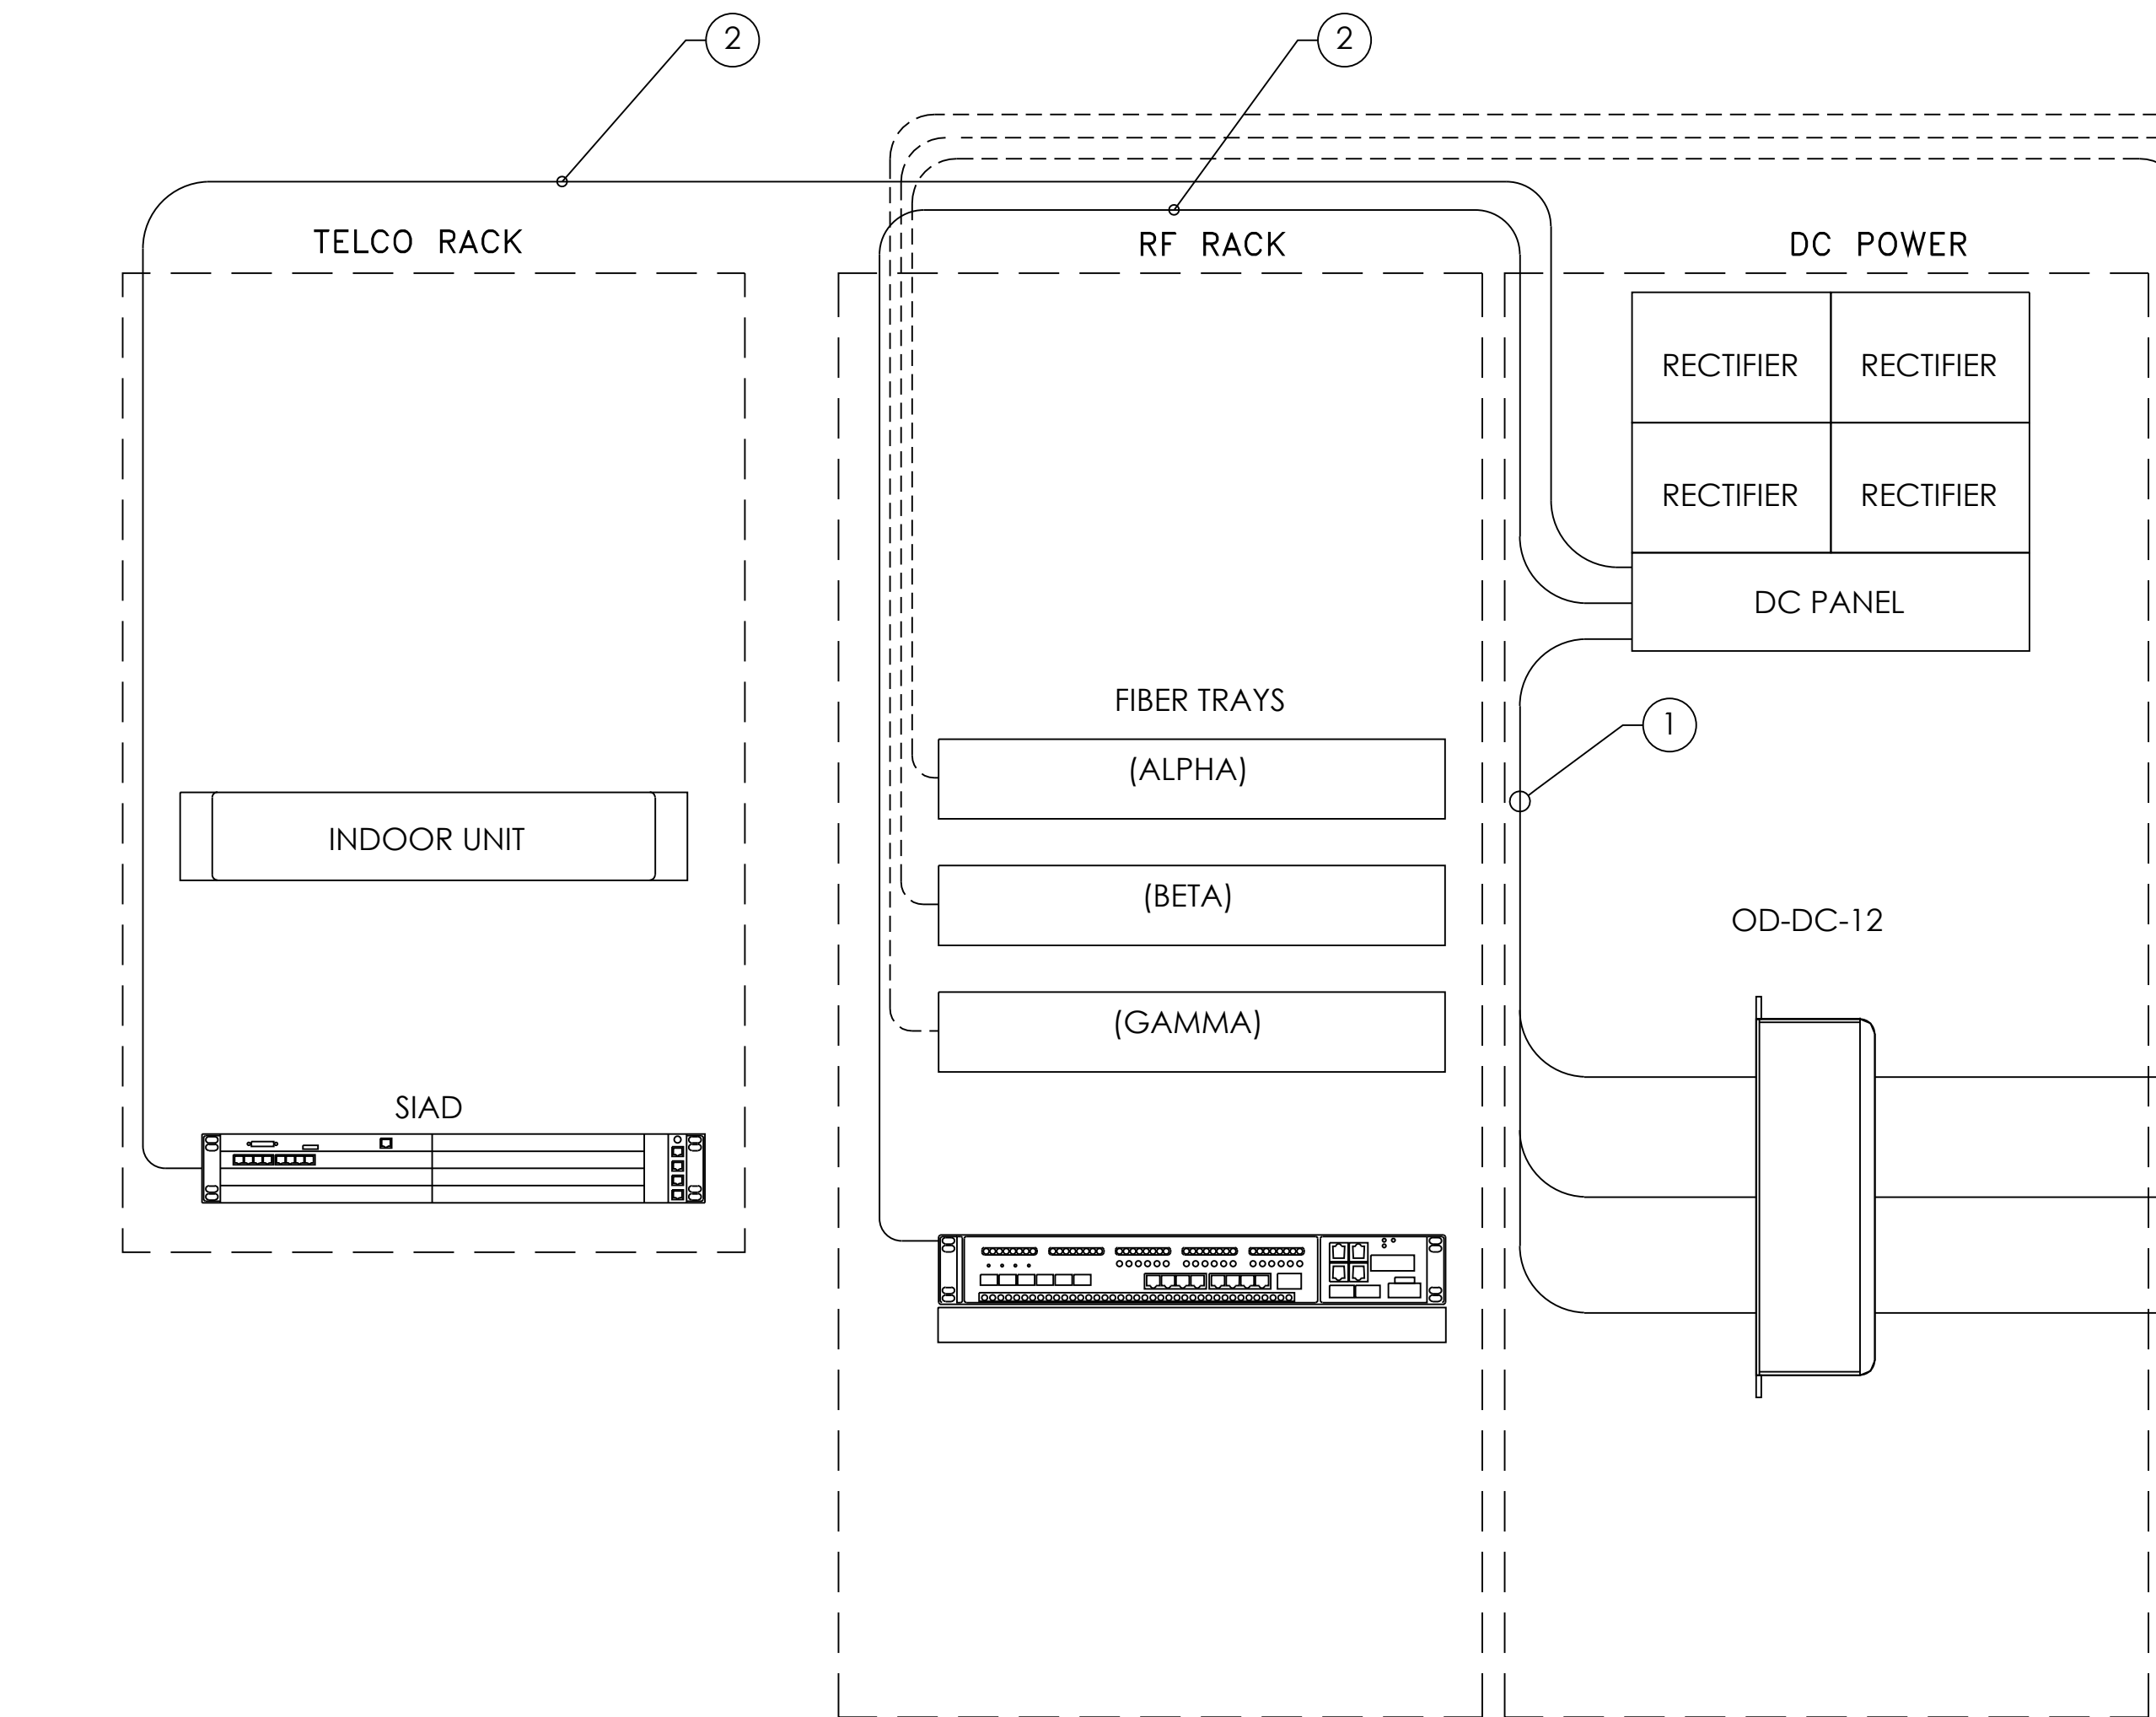 2
2
TELCO RACK
RF RACK
DC POWER
RECTIFIER
RECTIFIER
RECTIFIER
RECTIFIER
DC PANEL
FIBER TRAYS
(ALPHA)
1
INDOOR UNIT
(BETA)
OD-DC-12
(GAMMA)
SIAD